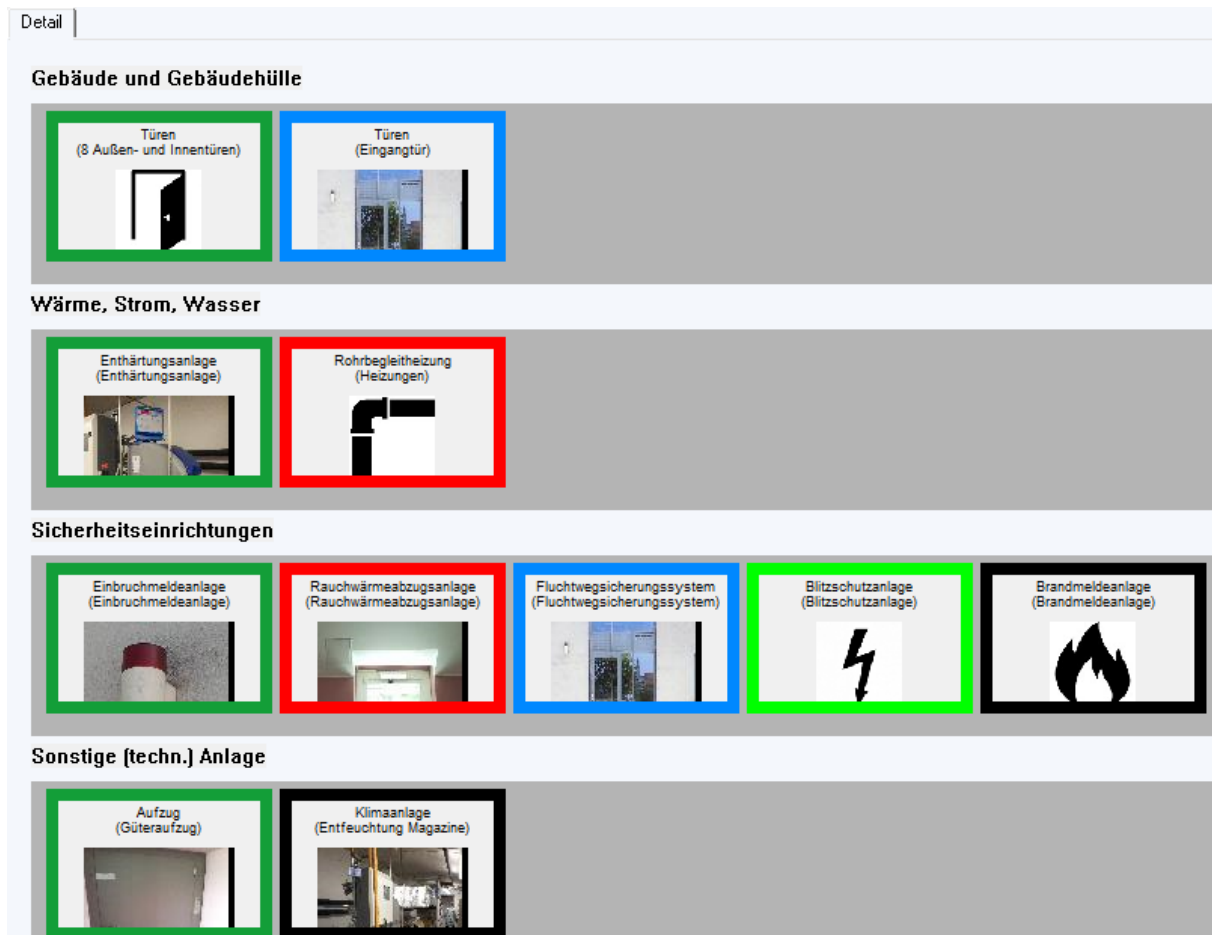 Detail
Gebäude und Gebäudehülle
Türen
(8 Außen- und Innentüren)
Türen
(Eingangtür)
Wärme, Strom, Wasser
Enthärtungsanlage
(Enthärtungsanlage)
Rohrbegleitheizung
(Heizungen)
Sicherheitseinrichtungen
Einbruchmeldeanlage
(Einbruchmeldeanlage)
Rauchwärmeabzugsanlage
(Rauchwärmeabzugsanlage)
Fluchtwegsicherungssystem
(Fluchtwegsicherungssystem)
Blitzschutzanlage
(Blitzschutzanlage)
Brandmeldeanlage
(Brandmeldeanlage)
Sonstige (techn.) Anlage
Aufzug
(Güteraufzug)
Klimaanlage
(Entfeuchtung Magazine)